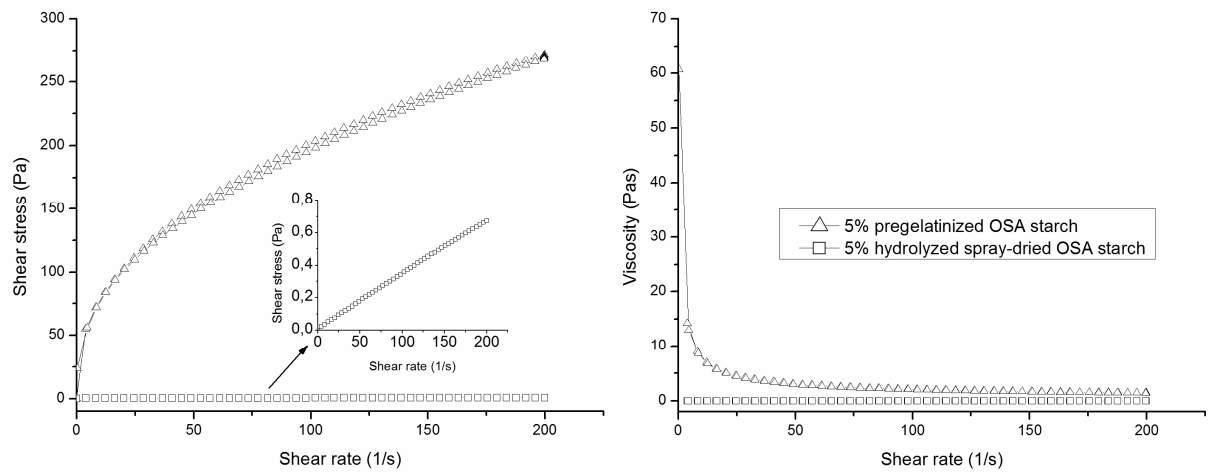 300
250
200
150
100
50
0
Shear stress (Pa)
0 50 100 150 200
Shear rate (1/s)
0,8
0,6
0,4
0,2
0,0
Shear stress (Pa)
0 50 100 150 200
Shear rate (1/s)
70
60
50
40
30
20
10
0
Viscosity (Pas)
5% pregelatinized OSA starch
5% hydrolyzed spray-dried OSA starch
0 50 100 150 200
Shear rate (1/s)